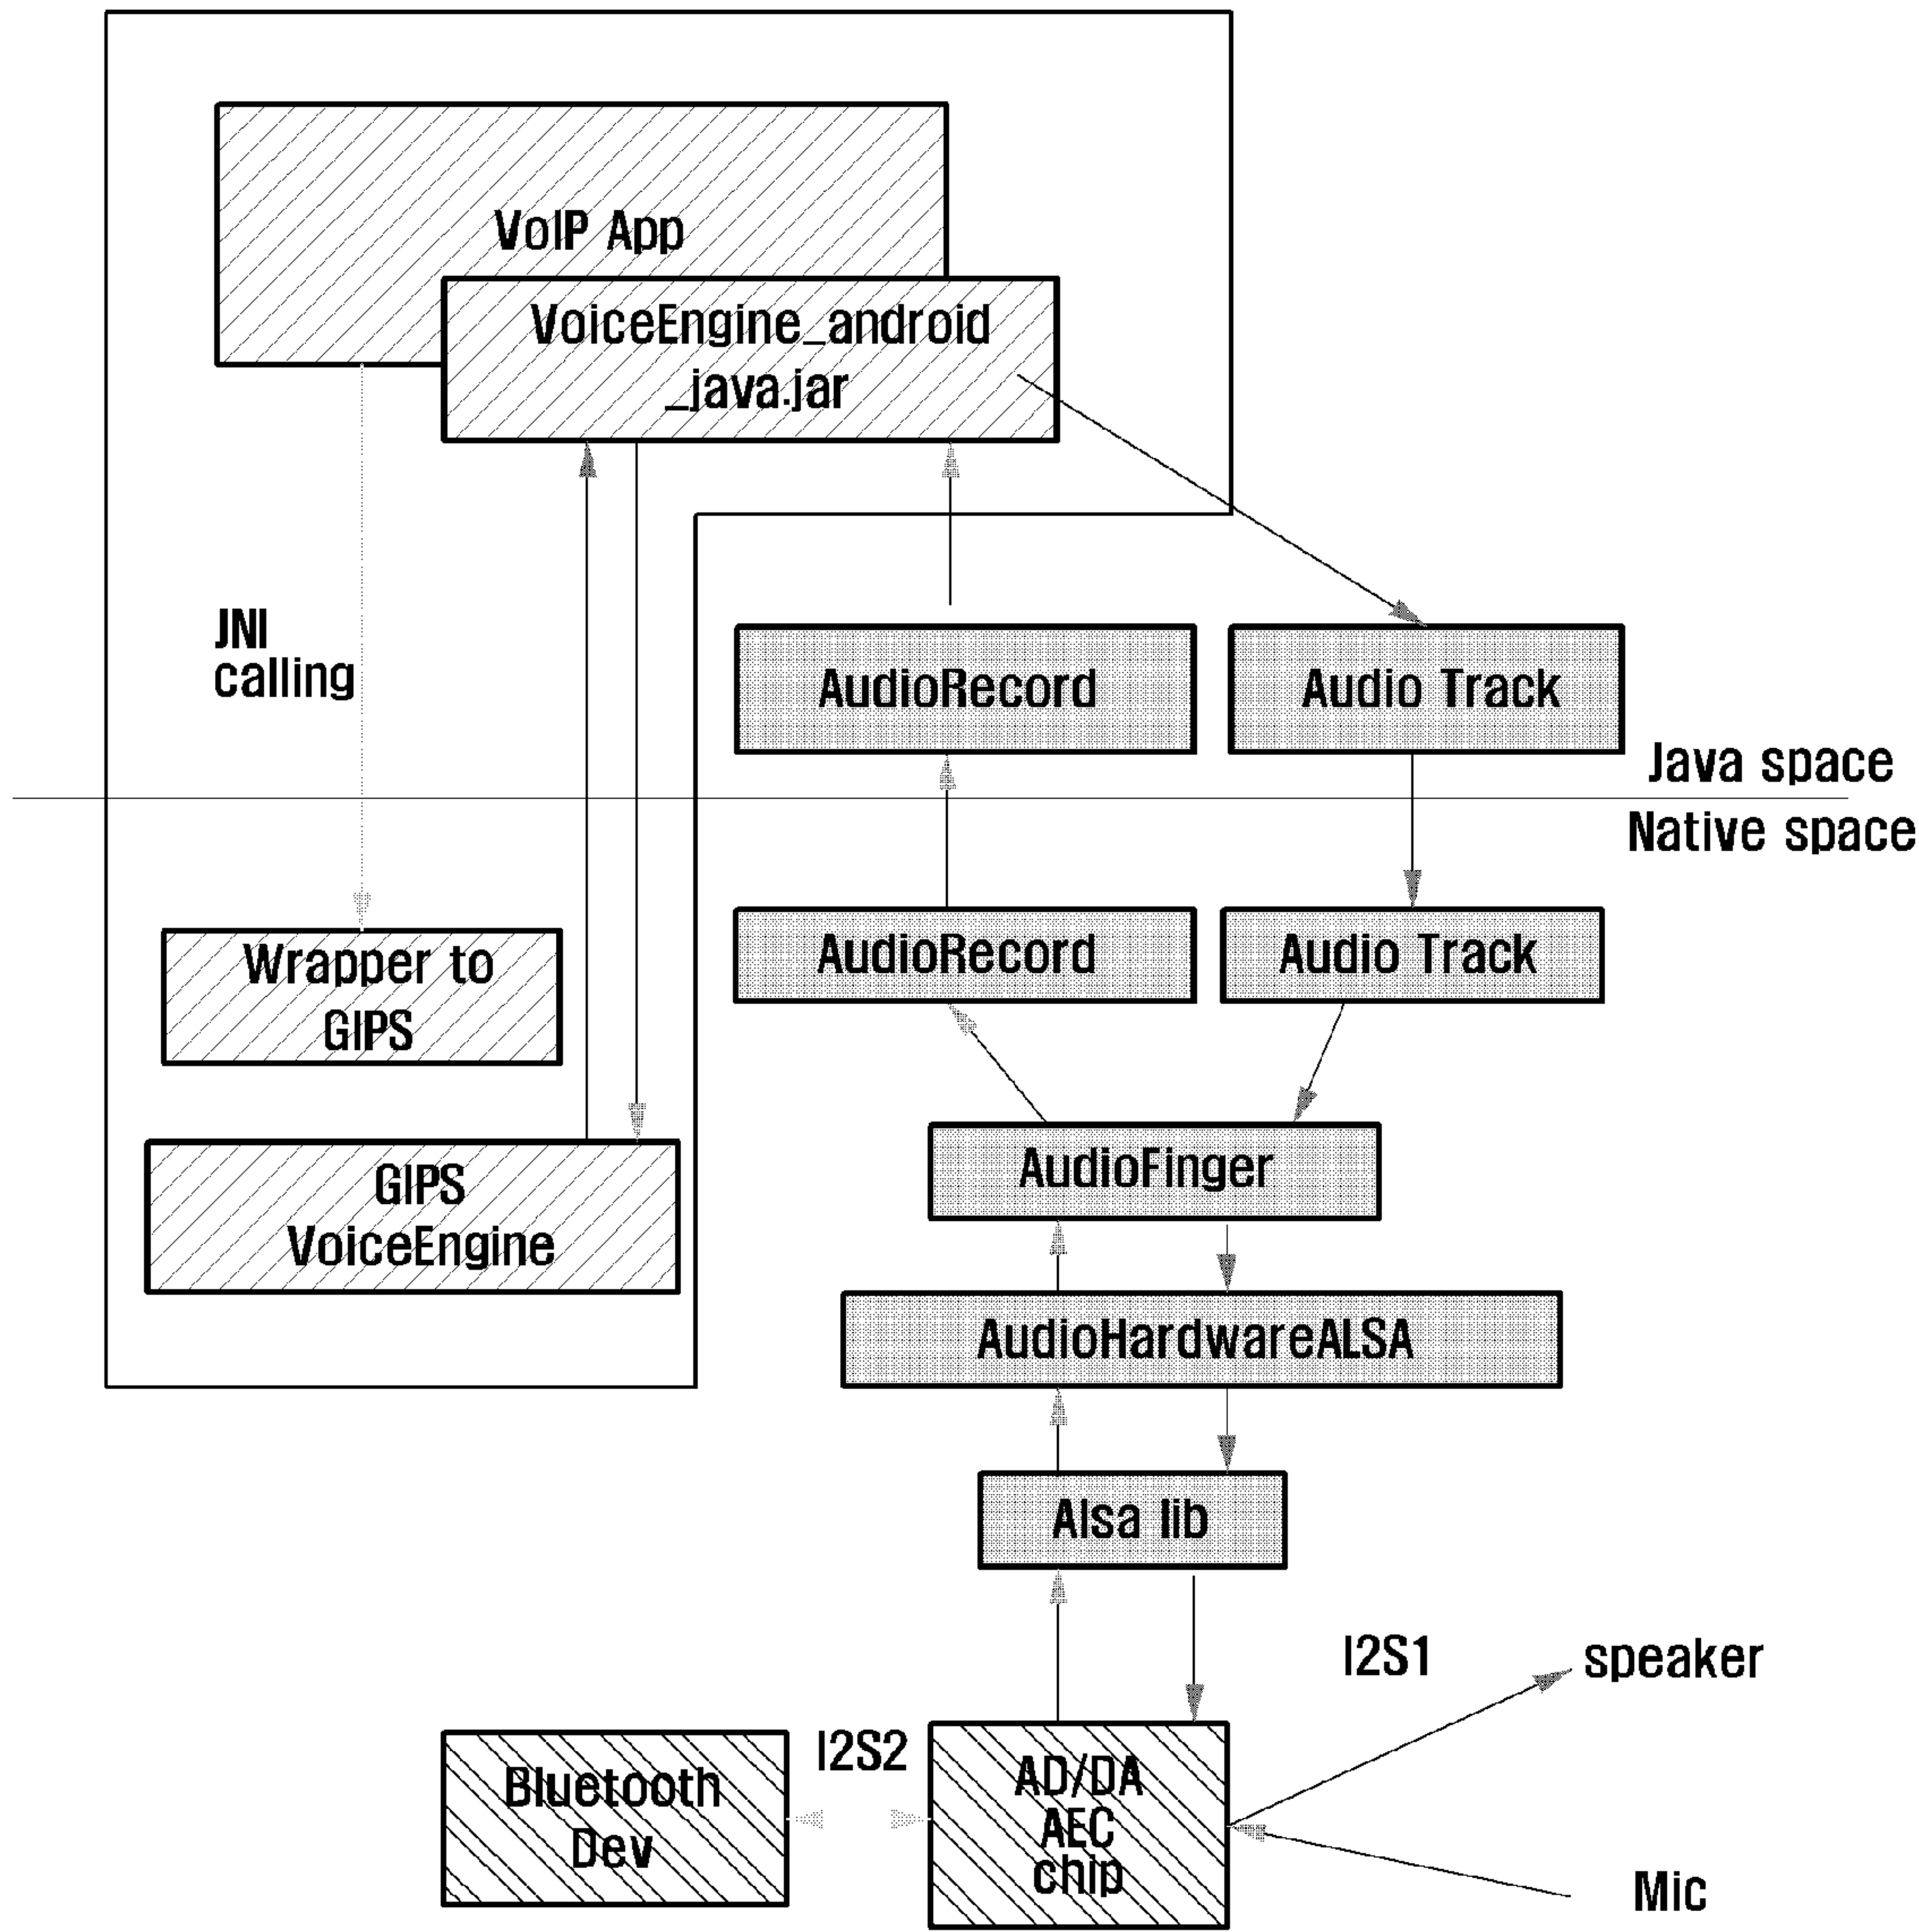 VoIP App
VoiceEngine_android
_java.jar
JNI
calling
AudioRecord
Audio Track
Java space
Native space
AudioRecord
Audio Track
Wrapper to
GIPS
AudioFinger
GIPS
VoiceEngine
AudioHardwareALSA
Alsa lib
I2S1
speaker
I2S2
Bluetooth
Dev
AD/DA
AEC
chip
Mic